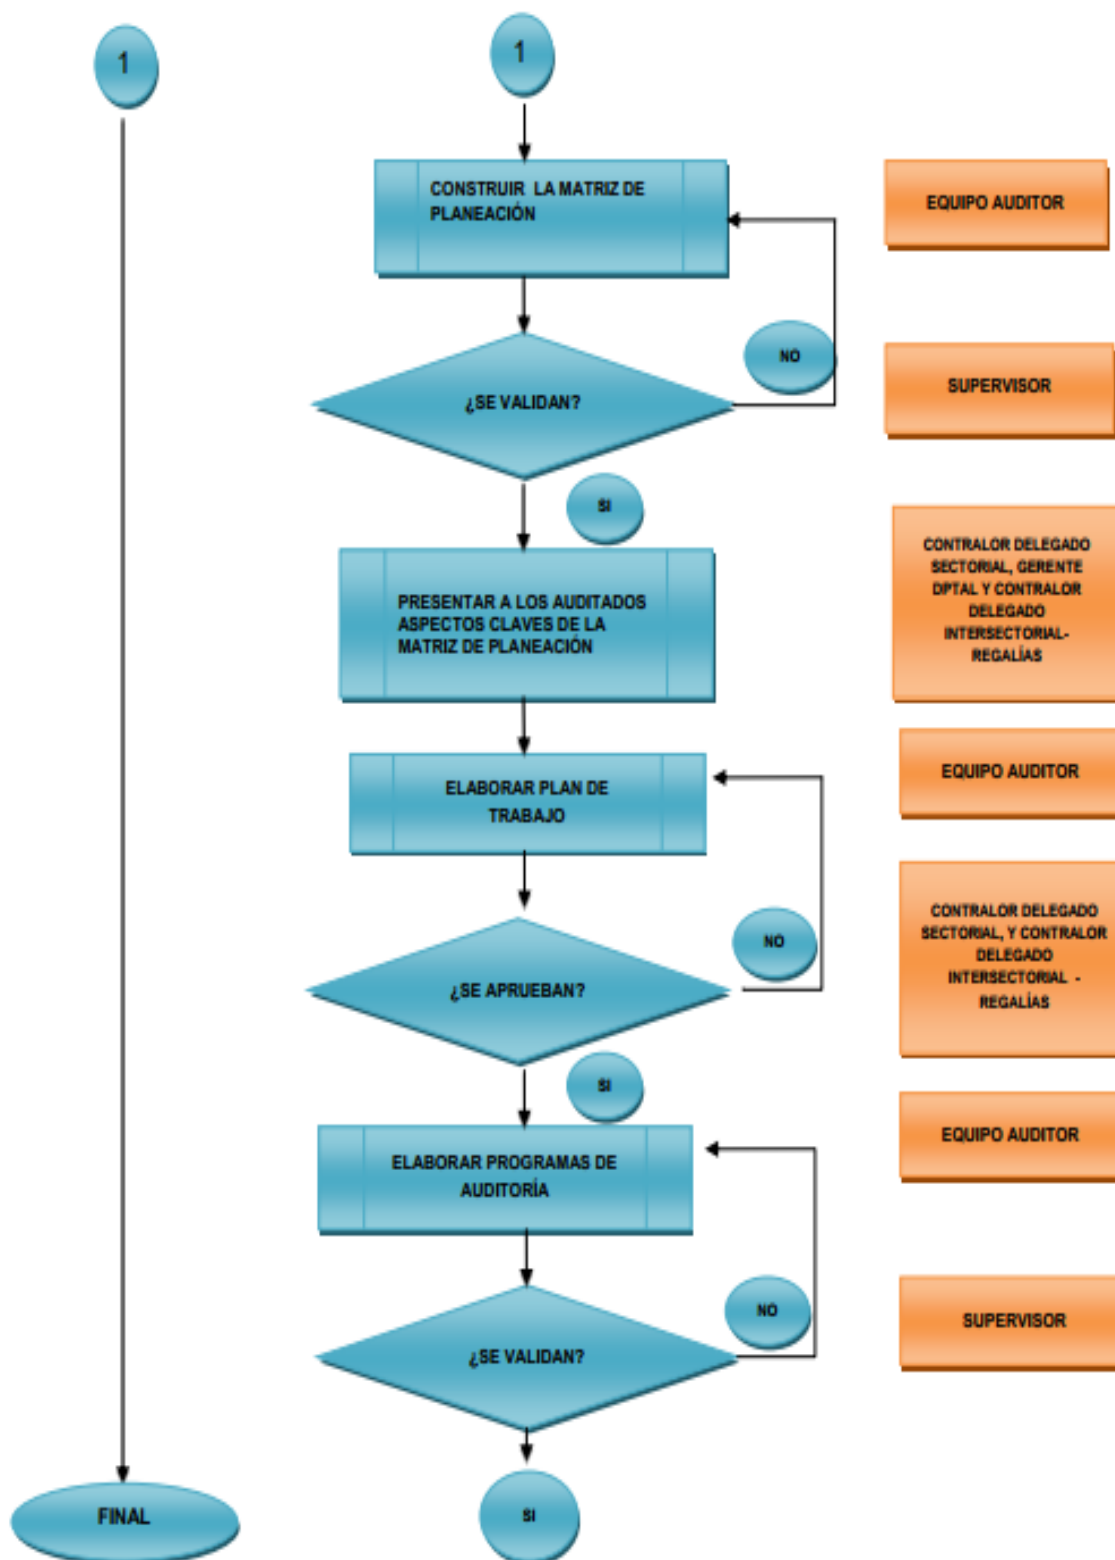 1
1
CONSTRUIR LA MATRIZ DE
PLANEACIÓN
EQUIPO AUDITOR
NO
SUPERVISOR
¿SE VALIDAN?
SI
CONTRALOR DELEGADO
SECTORIAL, GERENTE
DPTAL Y CONTRALOR
DELEGADO
INTERSECTORIAL-
REGALÍAS
PRESENTAR A LOS AUDITADOS
ASPECTOS CLAVES DE LA
MATRIZ DE PLANEACIÓN
EQUIPO AUDITOR
ELABORAR PLAN DE
TRABAJO
CONTRALOR DELEGADO
SECTORIAL, Y CONTRALOR
DELEGADO
INTERSECTORIAL -
REGALÍAS
NO
¿SE APRUEBAN?
SI
EQUIPO AUDITOR
ELABORAR PROGRAMAS DE
AUDITORÍA
NO
SUPERVISOR
¿SE VALIDAN?
FINAL
SI